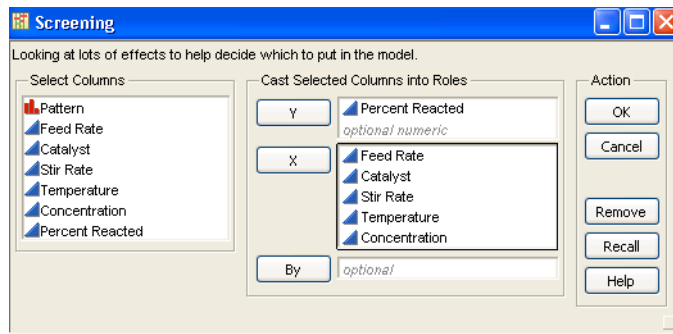 Screening
Looking at lots of effects to help decide which to put in the model.
Select Columns
Pattern
Feed Rate
Catalyst
Stir Rate
Temperature
Concentration
Percent Reacted
Cast Selected Columns into Roles
Y
Percent Reacted
optional numeric
X
Feed Rate
Catalyst
Stir Rate
Temperature
Concentration
By
optional
Action
OK
Cancel
Remove
Recall
Help